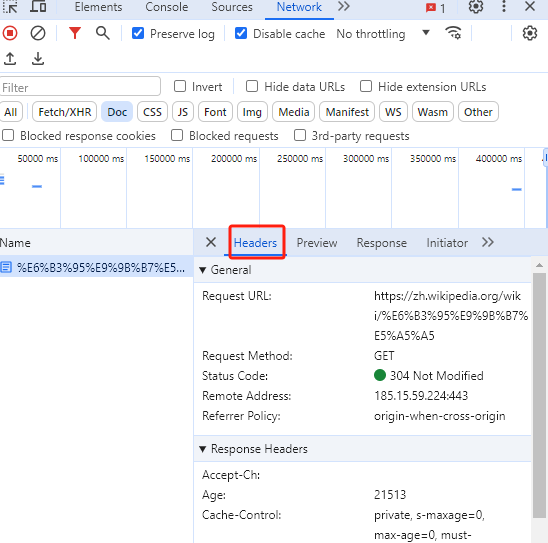 Elements Console Sources Network 1
Preserve log Disable cache No throttling
Filter Invert Hide data URLs Hide extension URLs
All Fetch/XHR Doc CSS JS Font Img Media Manifest WS Wasm Other
Blocked response cookies Blocked requests 3rd-party requests
50000 ms 100000 ms 150000 ms 200000 ms 250000 ms 300000 ms 350000 ms 400000 ms
Name Headers Preview Response Initiator
%E6%B3%95%E9%9B%B7%E5...
General
Request URL: https://zh.wikipedia.org/wik
i/%E6%B3%95%E9%9B%B7%
E5%A5%A5
Request Method: GET
Status Code: 304 Not Modified
Remote Address: 185.15.59.224:443
Referrer Policy: origin-when-cross-origin
Response Headers
Accept-Ch:
Age: 21513
Cache-Control: private, s-maxage=0,
max-age=0, must-